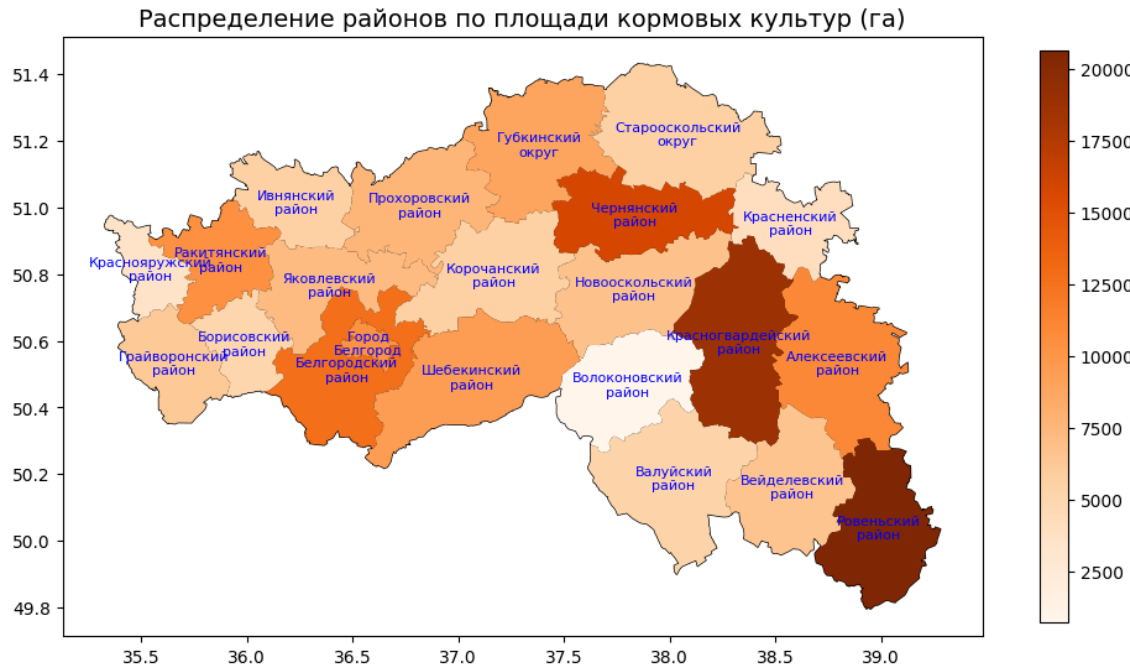 Распределение районов по площади кормовых культур (га)
51.4
51.2
51.0
50.8
50.6
50.4
50.2
50.0
49.8
35.5
36.0
36.5
37.0
37.5
38.0
38.5
39.0
Губкинский
округ
Старооскольский
округ
Ивнянский
район
Прохоровский
район
Чернянский
район
Красненский
район
Краснояружский
район
Ракитянский
район
Яковлевский
район
Корочанский
район
Новооскольский
район
Борисовский
район
Грайворонский
район
Город
Белгород
Белгородский
район
Шебекинский
район
Волоконовский
район
Красногвардейский
район
Алексеевский
район
Валуйский
район
Вейделевский
район
Ровеньский
район
20000
17500
15000
12500
10000
7500
5000
2500